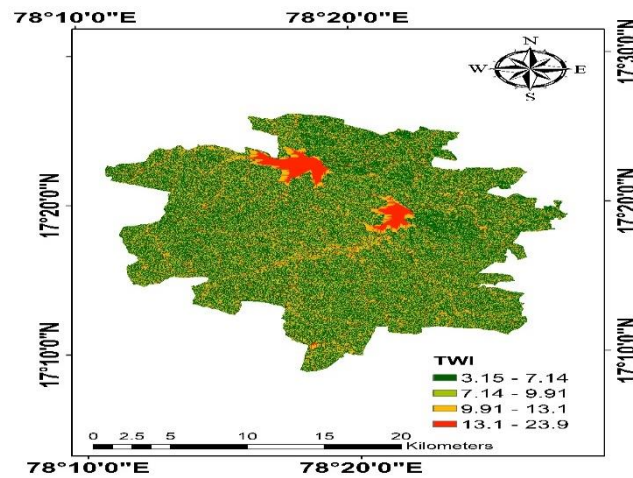 78°10'0"E 78°20'0"E
N
W E
S
17°30'0"N
17°20'0"N 17°20'0"N
17°10'0"N 17°10'0"N
TWI
3.15 - 7.14
7.14 - 9.91
9.91 - 13.1
13.1 - 23.9
0 2.5 5 10 15 20
Kilometers
78°10'0"E 78°20'0"E